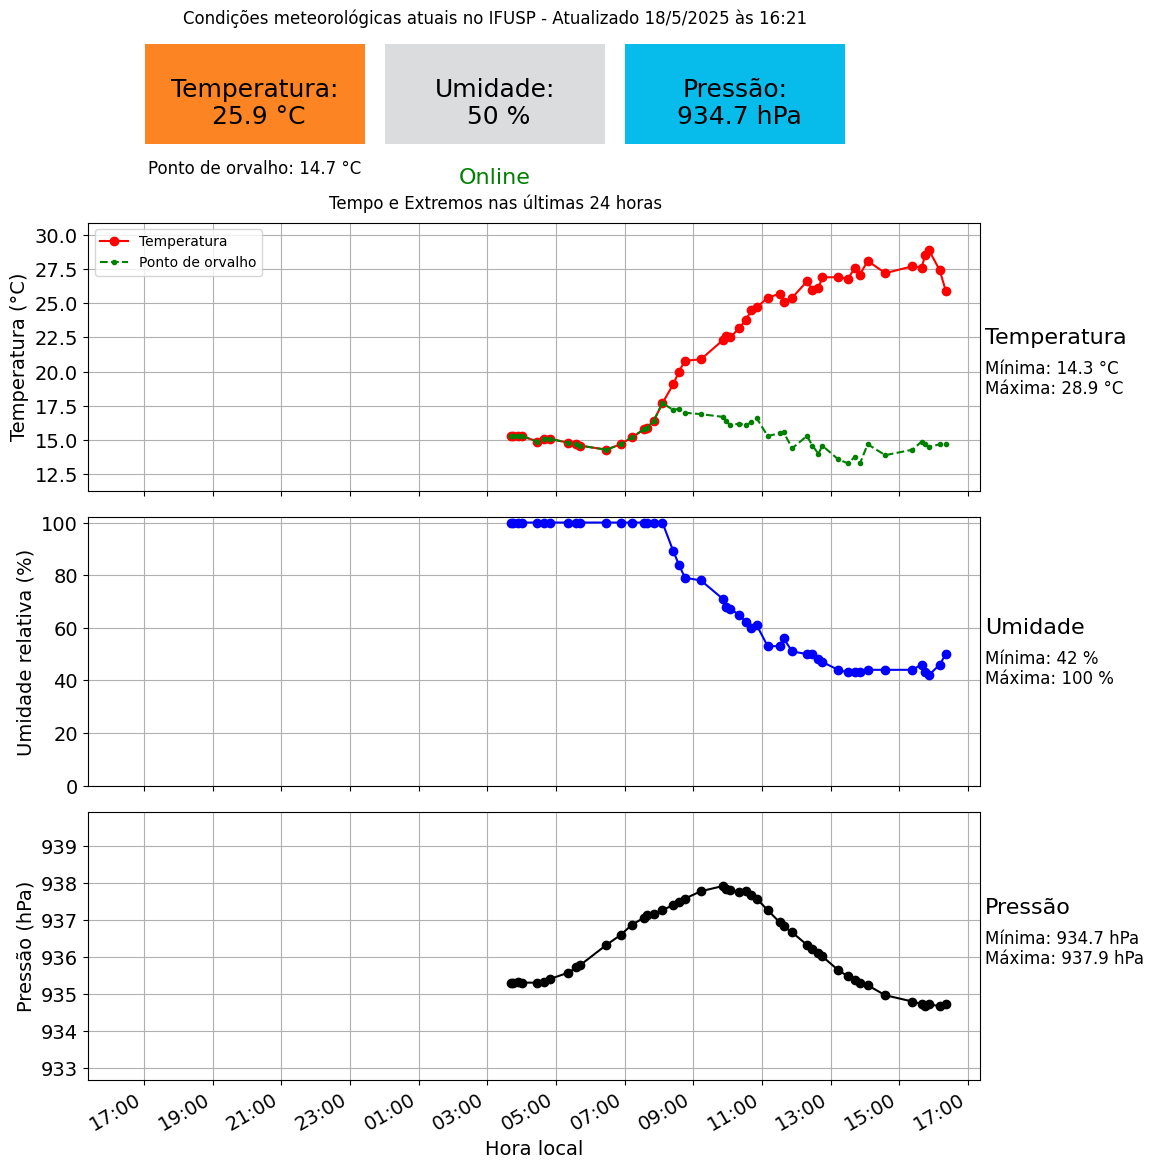 Condições meteorológicas atuais no IFUSP - Atualizado 18/5/2025 às 16:21
Temperatura:
25.9 °C
Umidade:
50 %
Pressão:
934.7 hPa
Ponto de orvalho: 14.7 °C
Online
Tempo e Extremos nas últimas 24 horas
Temperatura (°C)
30.0
27.5
25.0
22.5
20.0
17.5
15.0
12.5
Temperatura
Ponto de orvalho
Temperatura
Mínima: 14.3 °C
Máxima: 28.9 °C
Umidade relativa (%)
100
80
60
40
20
0
Umidade
Mínima: 42 %
Máxima: 100 %
Pressão (hPa)
939
938
937
936
935
934
933
Pressão
Mínima: 934.7 hPa
Máxima: 937.9 hPa
17:00
19:00
21:00
23:00
01:00
03:00
05:00
07:00
09:00
11:00
13:00
15:00
17:00
Hora local